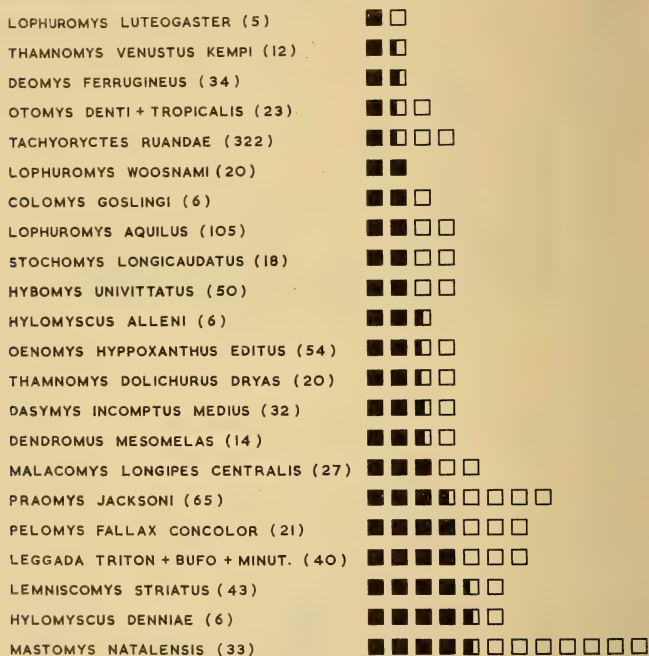 LOPHUROMYS LUTEOGASTER (5)
THAMNOMYS VENUSTUS KEMPI (12)
DEOMYS FERRUGINEUS (34)
OTOMYS DENTI + TROPICALIS (23)
TACHYORYCTES RUANDAE (322)
LOPHUROMYS WOOSNAMI (20)
COLOMYS GOSLINGI (6)
LOPHUROMYS AQUILUS (105)
STOCHOMYS LONGICAUDATUS (18)
HYBOMYS UNIVITTATUS (50)
HYLOMYSCUS ALLENI (6)
OENOMYS HYPPOXANTHUS EDITUS (54)
THAMNOMYS DOLICHURUS DRYAS (20)
DASYMYS INCOMPTUS MEDIUS (32)
DENDROMUS MESOMELAS (14)
MALACOMYS LONGIPES CENTRALIS (27)
PRAOMYS JACKSONI (65)
PELOMYS FALLAX CONCOLOR (21)
LEGGADA TRITON + BUFO + MINUT. (40)
LEMNISCOMYS STRIATUS (43)
HYLOMYSCUS DENNIAE (6)
MASTOMYS NATALENSIS (33)